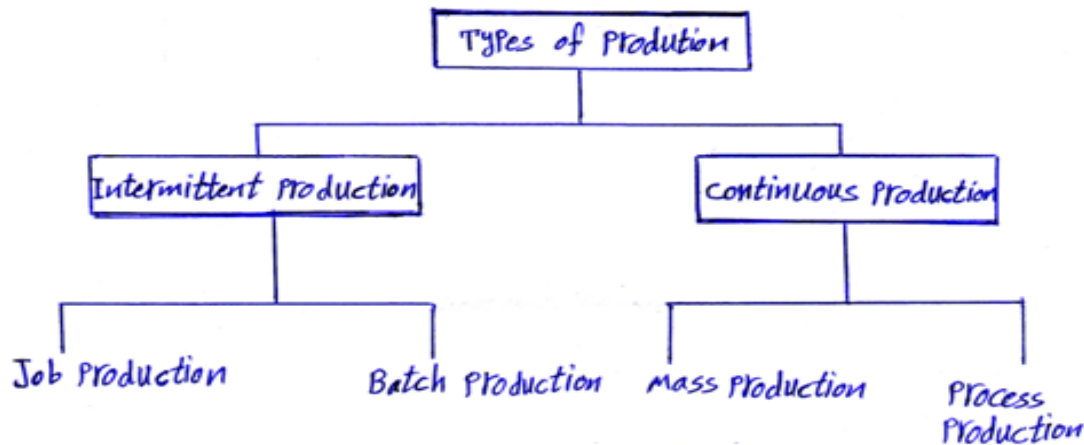 Types of Prodution
Intermittent Production
Continuous Production
Job Production
Batch Production
Mass Production
Process
Production